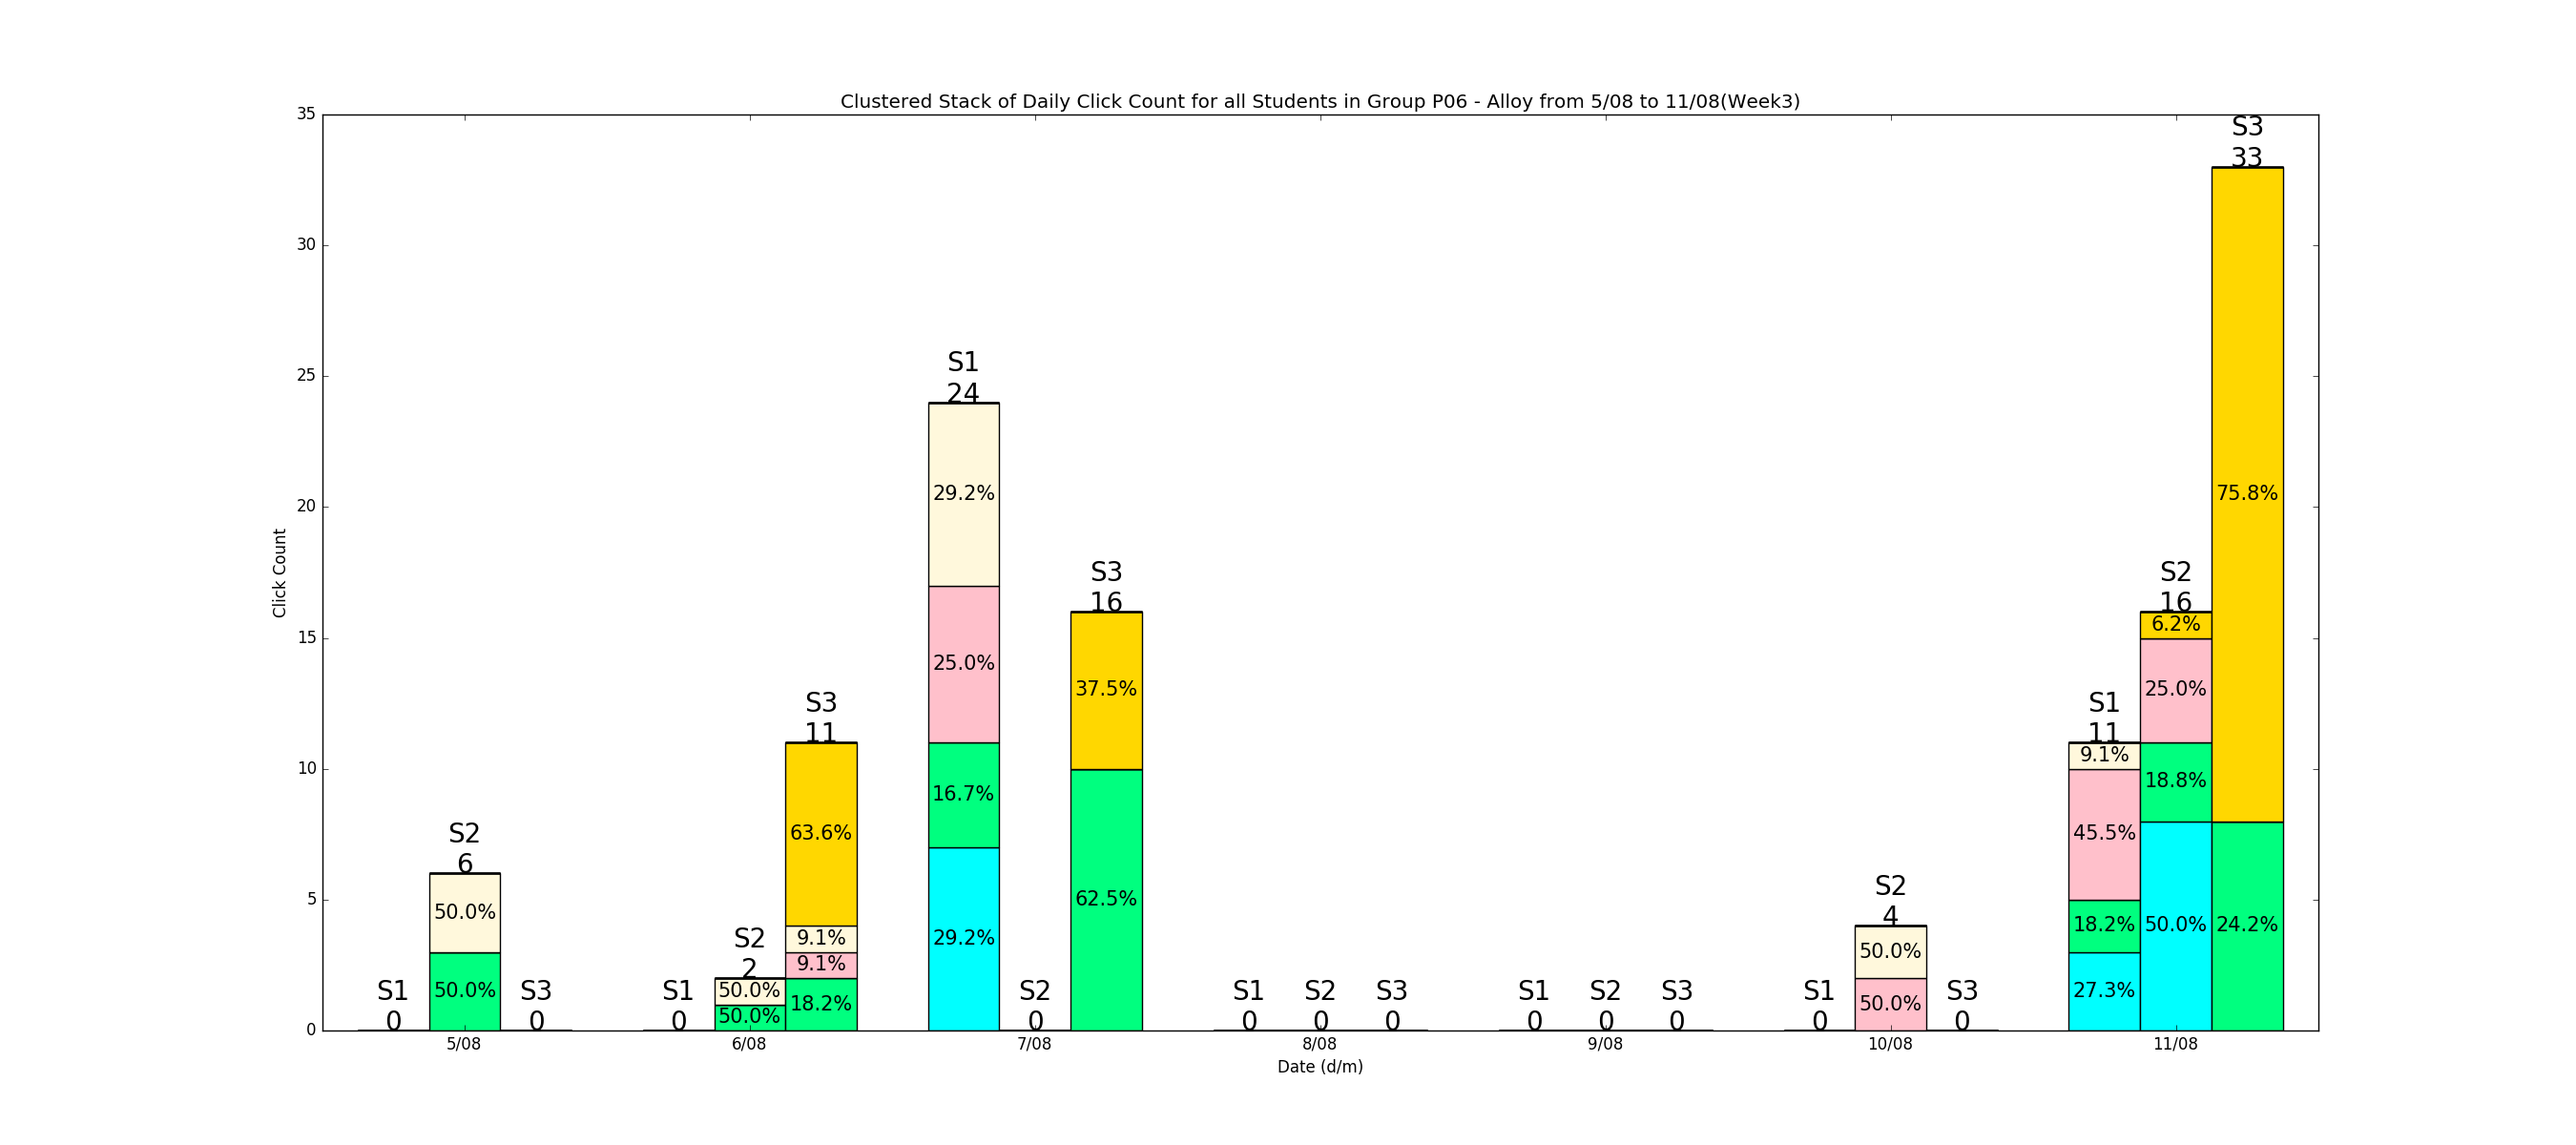 Clustered Stack of Daily Click Count for all Students in Group P06 - Alloy from 5/08 to 11/08(Week3)
Click Count
35
30
25
20
15
10
5
0
S1
0
S2
6
50.0%
50.0%
S3
0
S1
0
S2
2
50.0%
50.0%
S3
11
63.6%
9.1%
9.1%
18.2%
S1
24
29.2%
25.0%
16.7%
29.2%
S2
0
S3
16
37.5%
62.5%
S1
0
S2
0
S3
0
S1
0
S2
0
S3
0
S1
0
S2
4
50.0%
50.0%
S3
0
S1
11
9.1%
45.5%
18.2%
27.3%
S2
16
6.2%
25.0%
18.8%
50.0%
S3
33
75.8%
24.2%
5/08 6/08 7/08 8/08 9/08 10/08 11/08
Date (d/m)